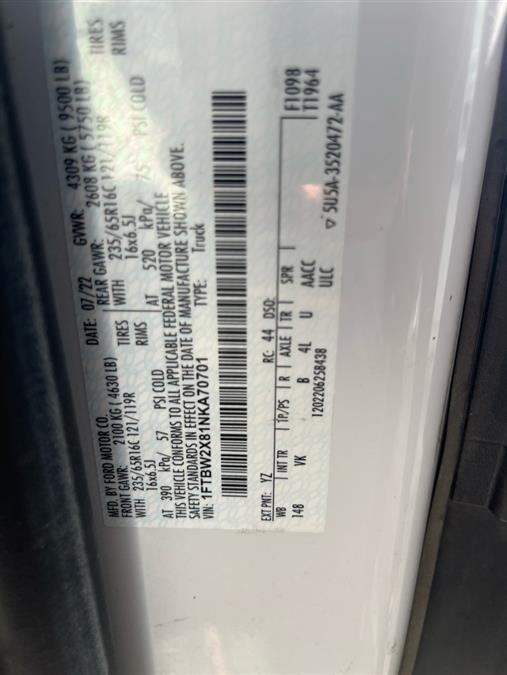 MFD. BY FORD MOTOR CO. DATE: 07/22 GVWR: 4309 KG ( 9500 LB)
FRONT GAWR: 2100 KG ( 4630 LB) REAR GAWR: 2608 KG ( 5750 LB)
WITH 235/65R16C 121/119R TIRES WITH 235/65R16C 121/119R TIRES
16x6.5J RIMS 16x6.5J RIMS
AT 390 kPa/ 57 PSI COLD AT 520 kPa/ 75 PSI COLD
THIS VEHICLE CONFORMS TO ALL APPLICABLE FEDERAL MOTOR VEHICLE
SAFETY STANDARDS IN EFFECT ON THE DATE OF MANUFACTURE SHOWN ABOVE.
VIN: 1FTBW2X81NKA70701 TYPE: Truck
EXT PNT: YZ RC: 44 DSO: F1098
WB INT TR TP/PS R AXLE TR SPR T1964
148 VK B 4L U AACC
1202206258438 ULC
5U5A-3520472-AA